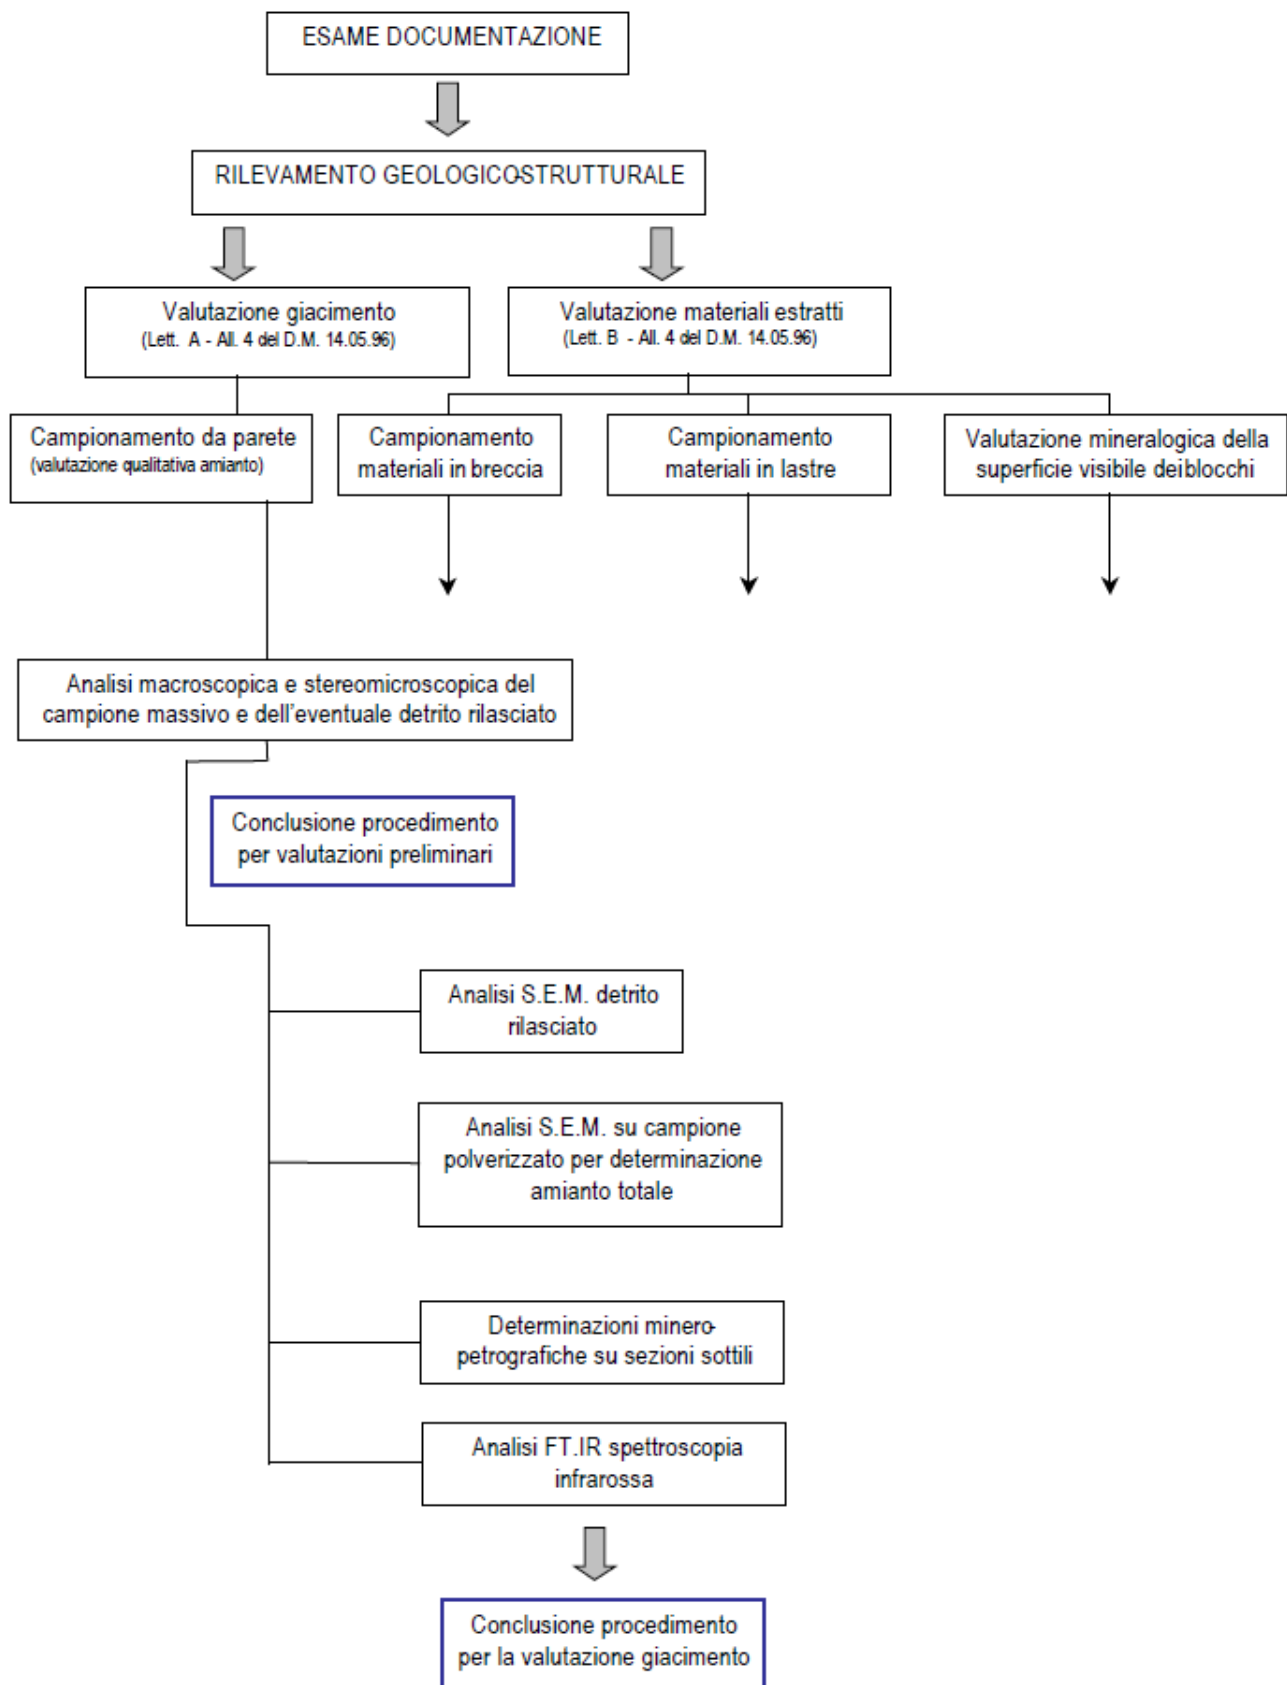 ESAME DOCUMENTAZIONE
RILEVAMENTO GEOLOGICO-STRUTTURALE
Valutazione giacimento
(Lett. A - All. 4 del D.M. 14.05.96)
Valutazione materiali estratti
(Lett. B - All. 4 del D.M. 14.05.96)
Campionamento da parete
(valutazione qualitativa amianto)
Campionamento
materiali in breccia
Campionamento
materiali in lastre
Valutazione mineralogica della
superficie visibile dei blocchi
Analisi macroscopica e stereomicroscopica del
campione massivo e dell'eventuale detrito rilasciato
Conclusione procedimento
per valutazioni preliminari
Analisi S.E.M. detrito
rilasciato
Analisi S.E.M. su campione
polverizzato per determinazione
amianto totale
Determinazioni minero-
petrografiche su sezioni sottili
Analisi FT.IR spettroscopia
infrarossa
Conclusione procedimento
per la valutazione giacimento